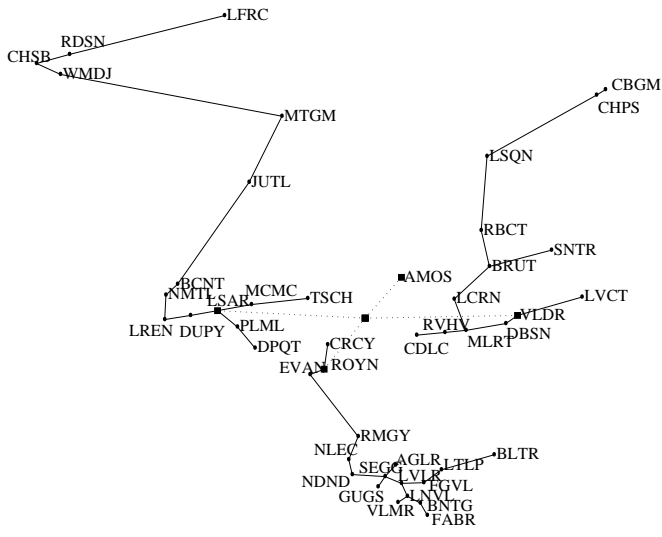 LFRC
RDSN
CHSB
WMDJ
CBGM
CHPS
MTGM
LSQN
JUTL
RBCT
SNTR
BRUT
AMOS
BCNT
NMTL
MCMC
TSCH
LSAR
LCRN
LVCT
VLDR
LREN
DUPY
PLML
RVHV
DBSN
MLRT
CDLC
DPQT
CRCY
EVAN
ROYN
RMGY
NLEC
BLTR
AGLR
LTLP
SEGG
NDND
LVLR
FGVL
GUGS
LNVL
BNTG
VLMR
FABR